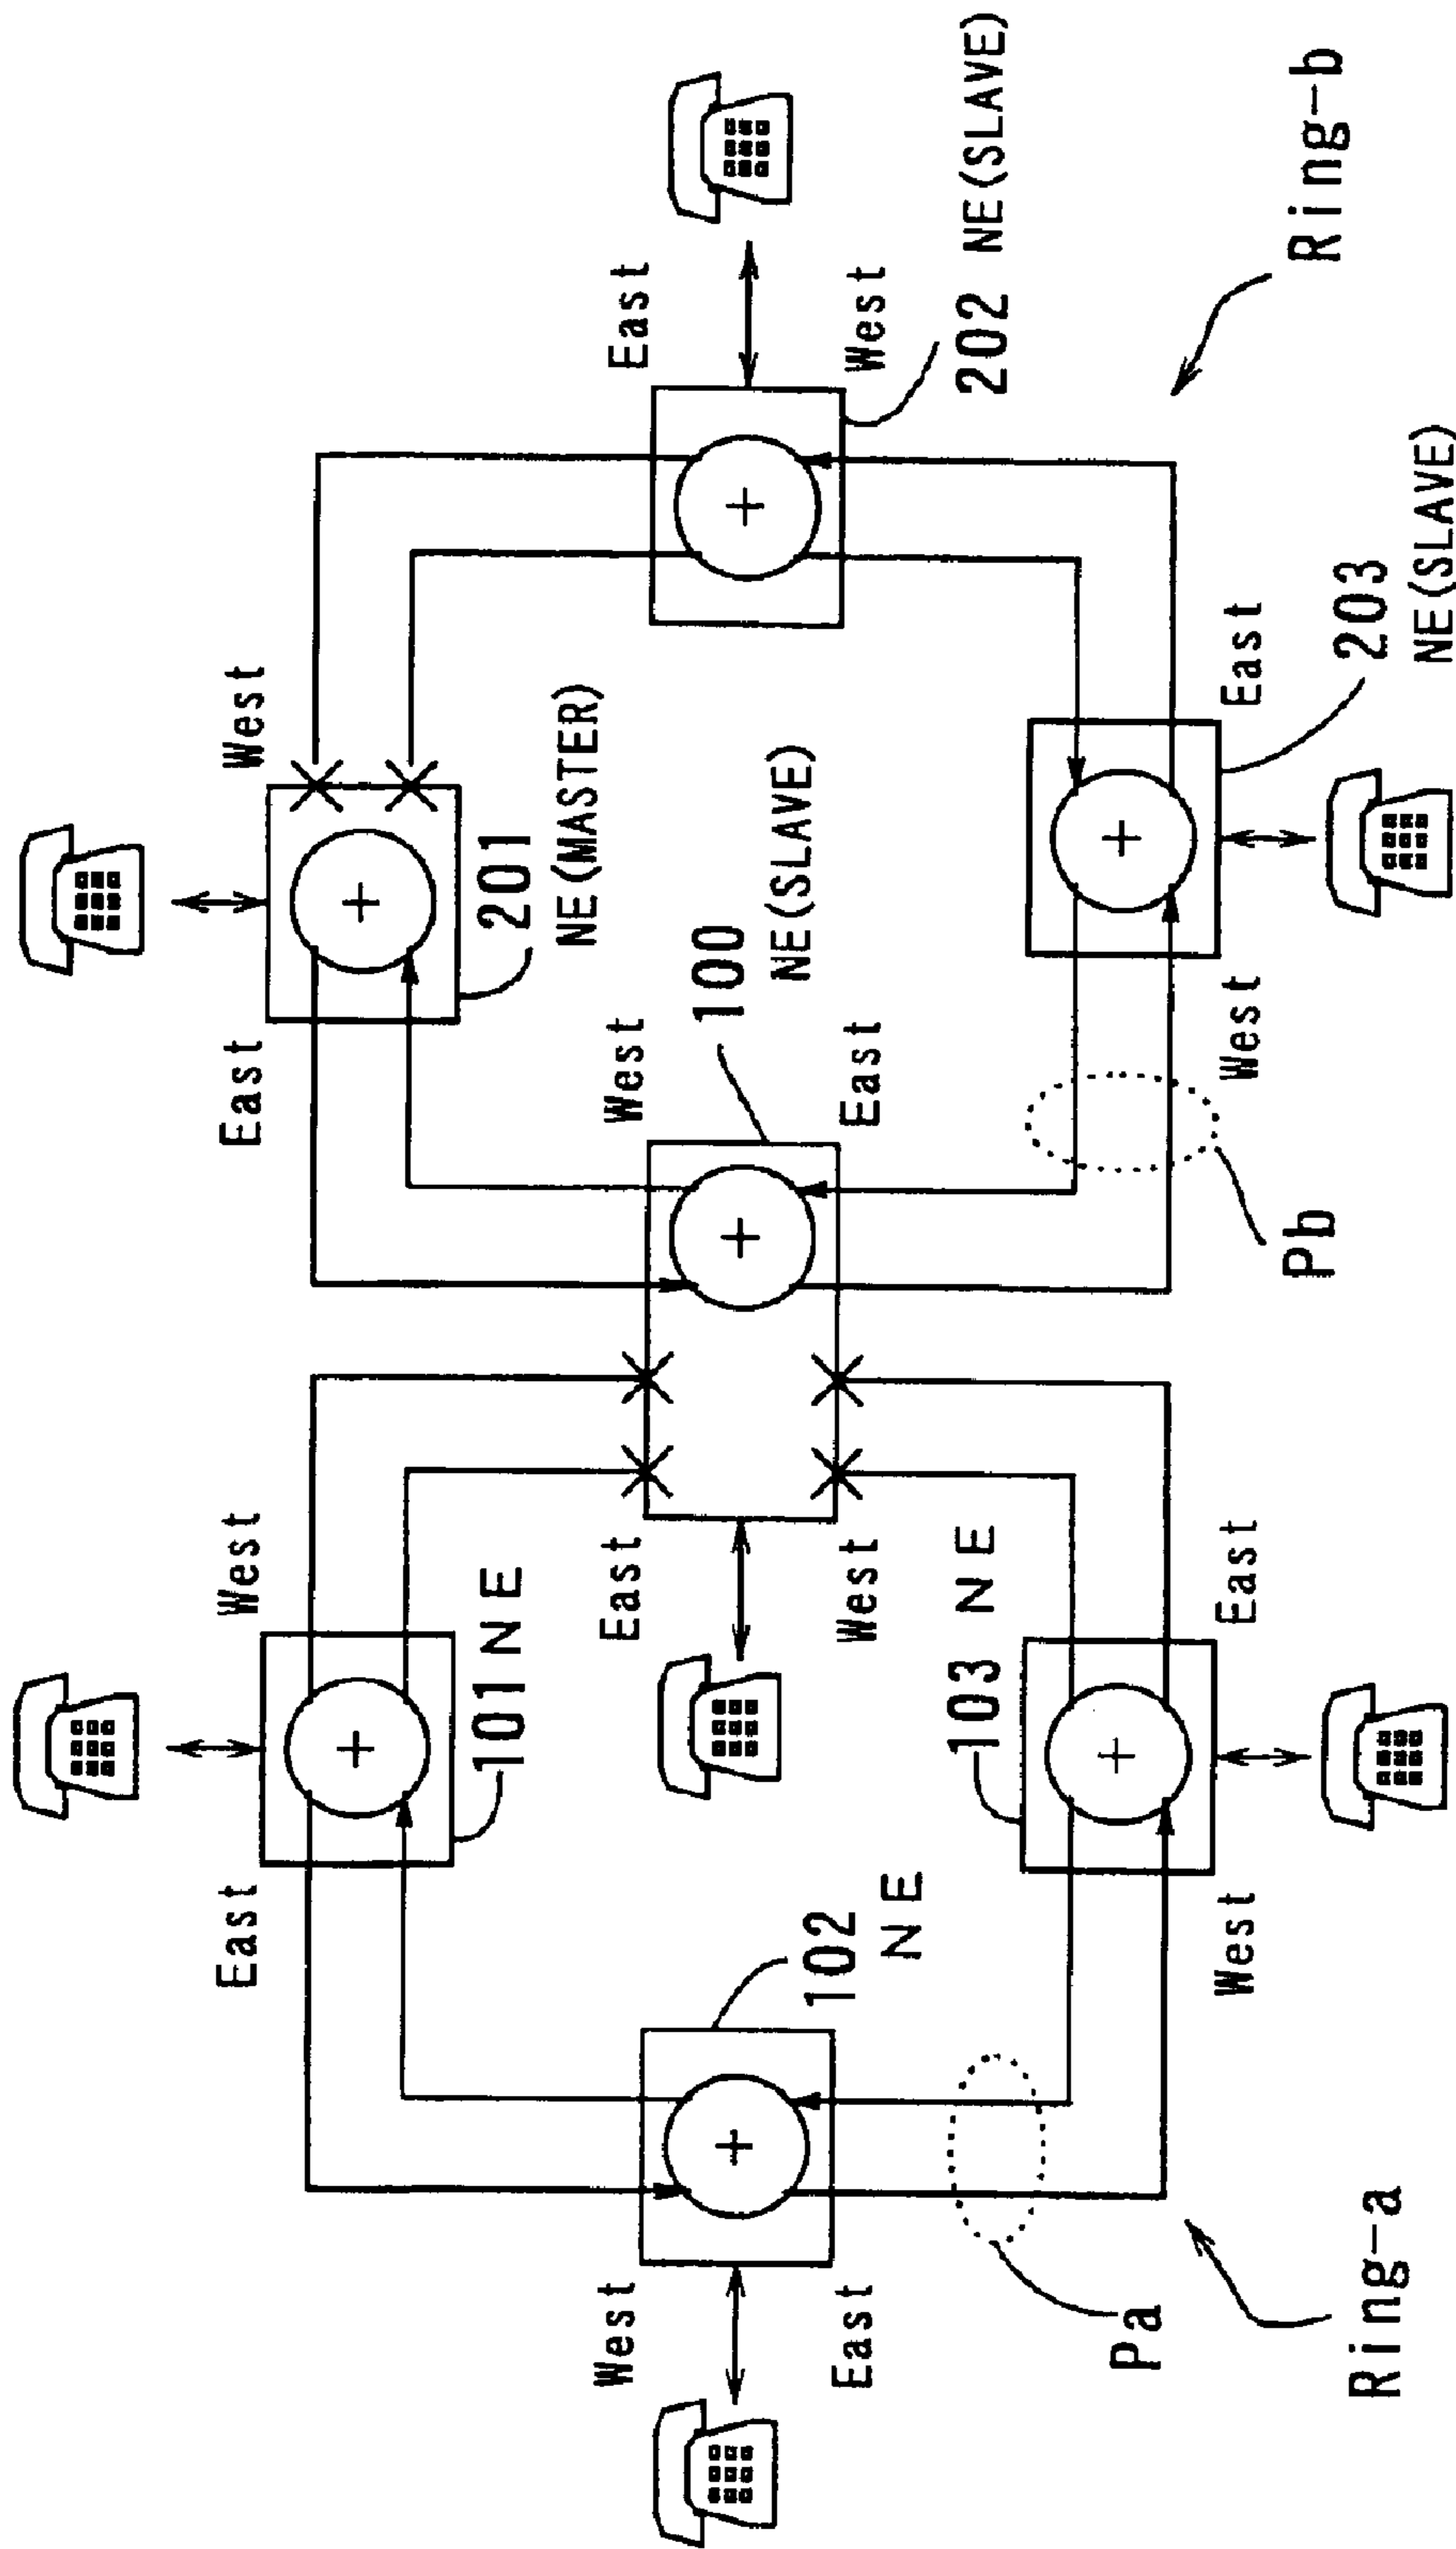 West
East
101 NE
102
NE
West
East
103 NE
West
East
Pa
Ring-a
East
West
100
NE(SLAVE)
West
East
East
West
201
NE(MASTER)
East
West
202 NE(SLAVE)
West
East
203
NE(SLAVE)
Pb
Ring-b